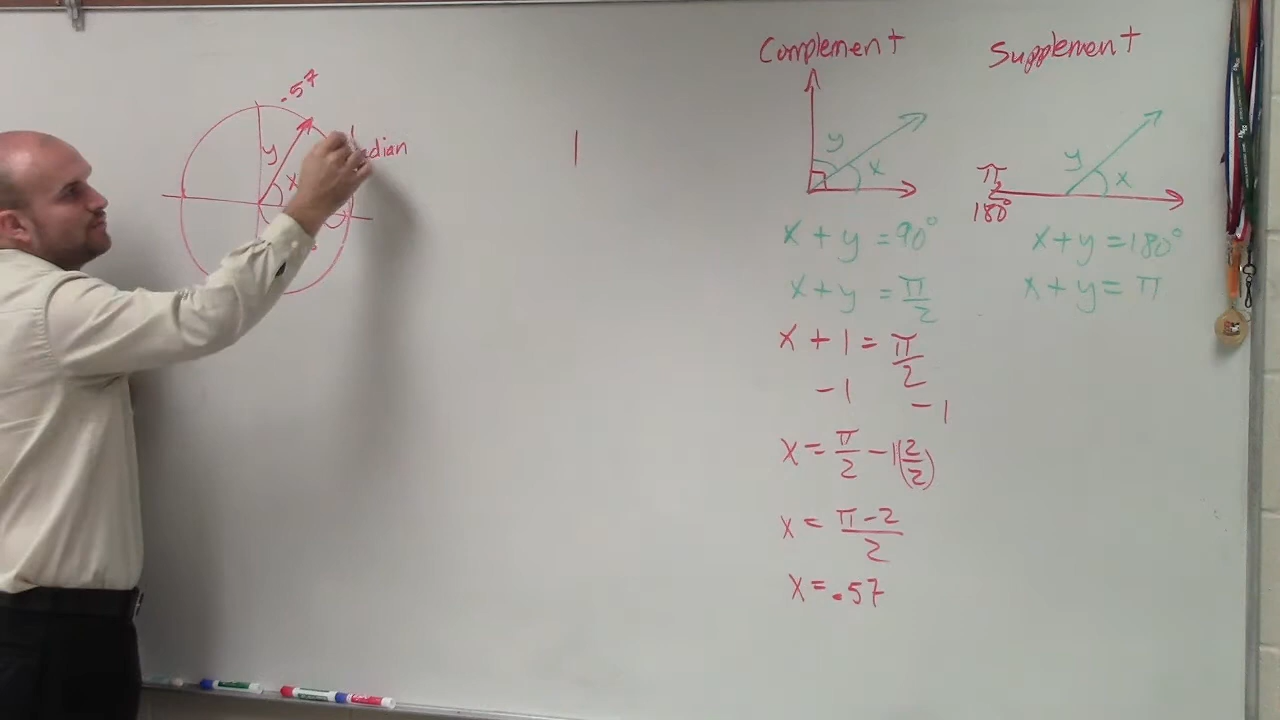 .57
y
x
adian
1
Complement
y
x
x + y = 90°
x + y = π/2
x + 1 = π/2
-1 -1
x = π/2 - 1(2/2)
x = π-2/2
x = .57
Supplement
π
180°
y
x
x + y = 180°
x + y = π